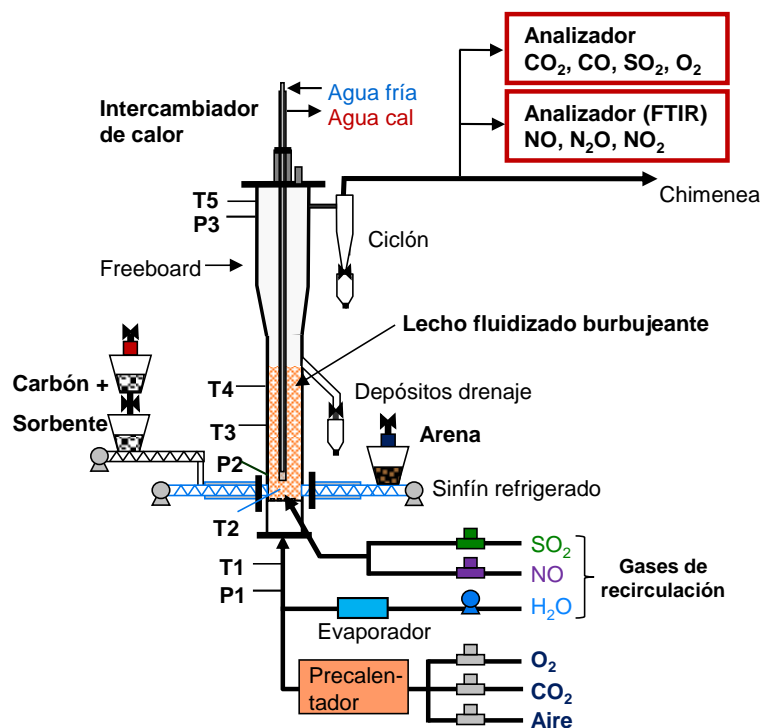 Analizador
CO2, CO, SO2, O2
Analizador (FTIR)
NO, N2O, NO2
Agua fría
Agua cal
Intercambiador
de calor
Chimenea
T5
P3
Ciclón
Freeboard
Lecho fluidizado burbujeante
Carbón +
Sorbente
T4
Depósitos drenaje
T3
Arena
P2
Sinfín refrigerado
T2
SO2
NO
H2O
Gases de
recirculación
T1
P1
Evaporador
Precalen-
tador
O2
CO2
Aire